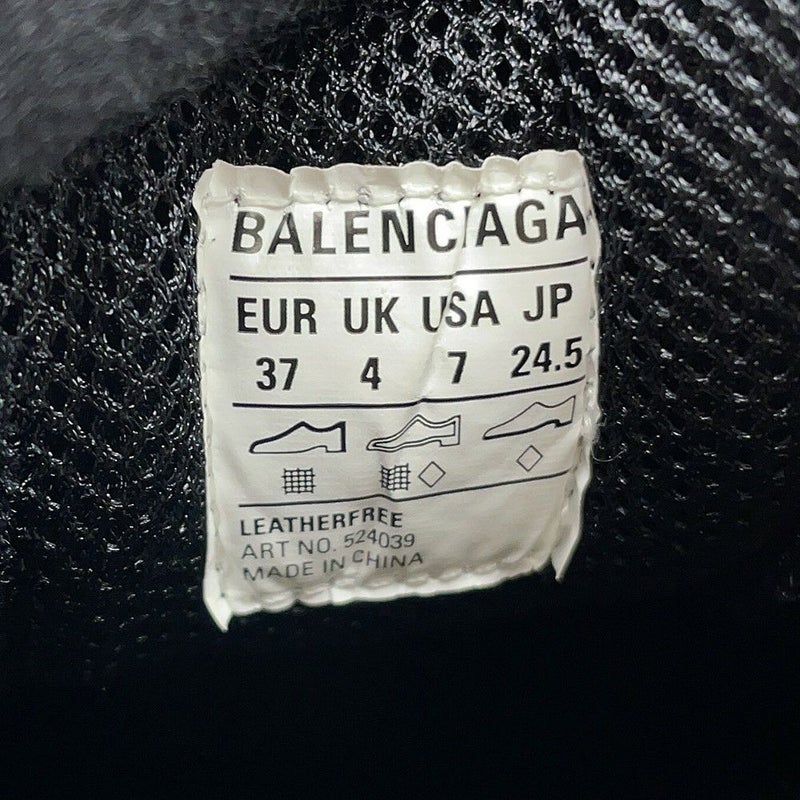 BALENCIAGA
EUR UK USA JP
37 4 7 24.5
LEATHERFREE
ART NO. 524039
MADE IN CHINA